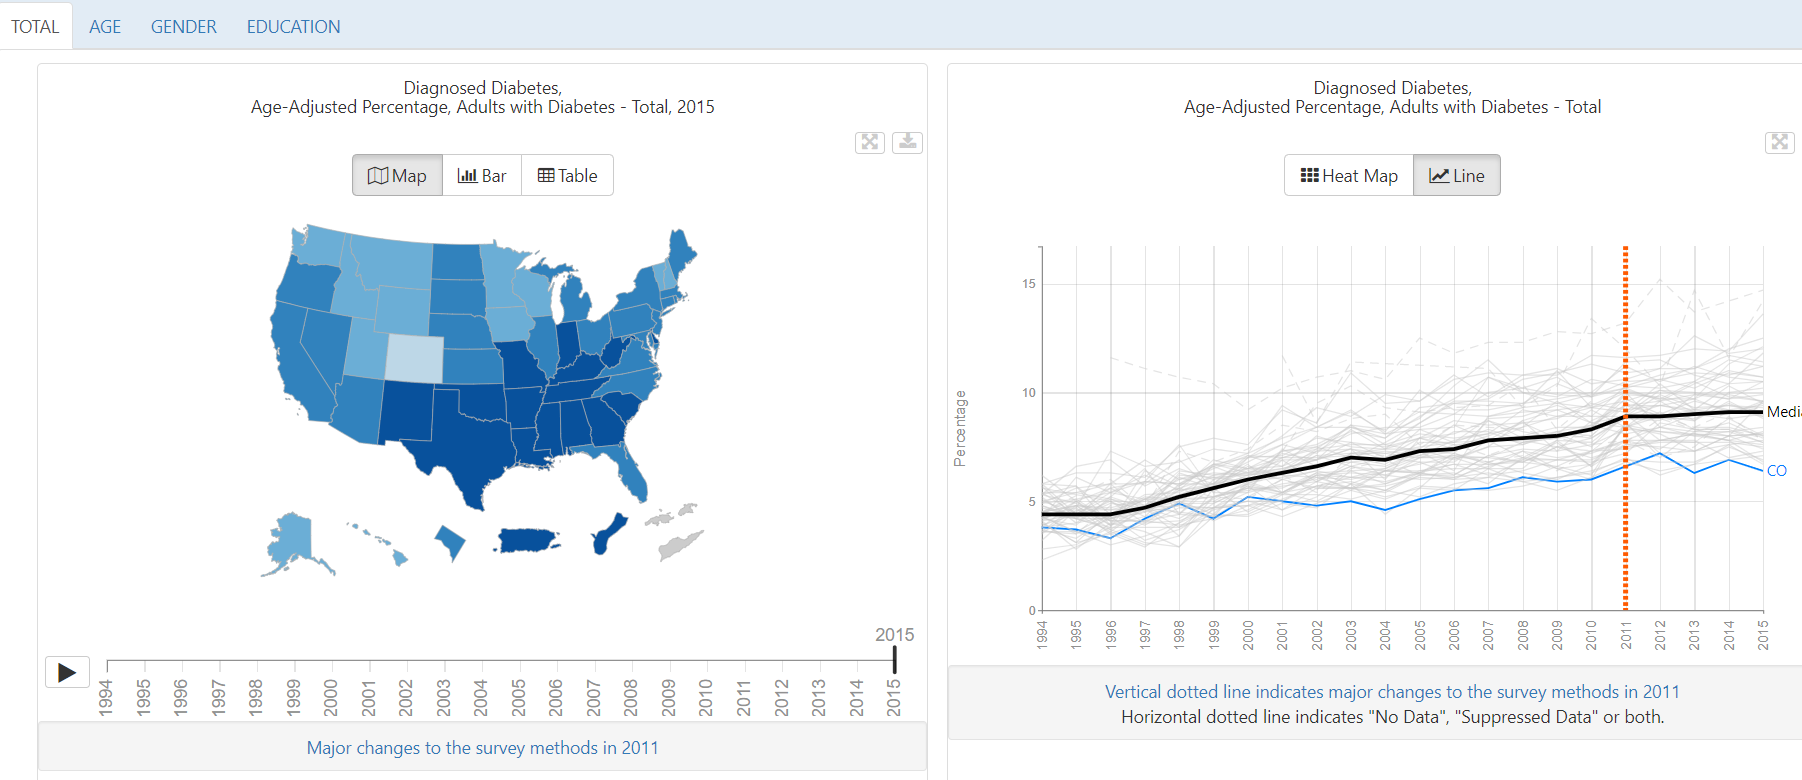 TOTAL AGE GENDER EDUCATION
Diagnosed Diabetes,
Age-Adjusted Percentage, Adults with Diabetes - Total, 2015
Map Bar Table
2015
1994 1995 1996 1997 1998 1999 2000 2001 2002 2003 2004 2005 2006 2007 2008 2009 2010 2011 2012 2013 2014 2015
Major changes to the survey methods in 2011
Diagnosed Diabetes,
Age-Adjusted Percentage, Adults with Diabetes - Total
Heat Map Line
Percentage
15
10
5
0
Media
CO
1994 1995 1996 1997 1998 1999 2000 2001 2002 2003 2004 2005 2006 2007 2008 2009 2010 2011 2012 2013 2014 2015
Vertical dotted line indicates major changes to the survey methods in 2011
Horizontal dotted line indicates "No Data", "Suppressed Data" or both.